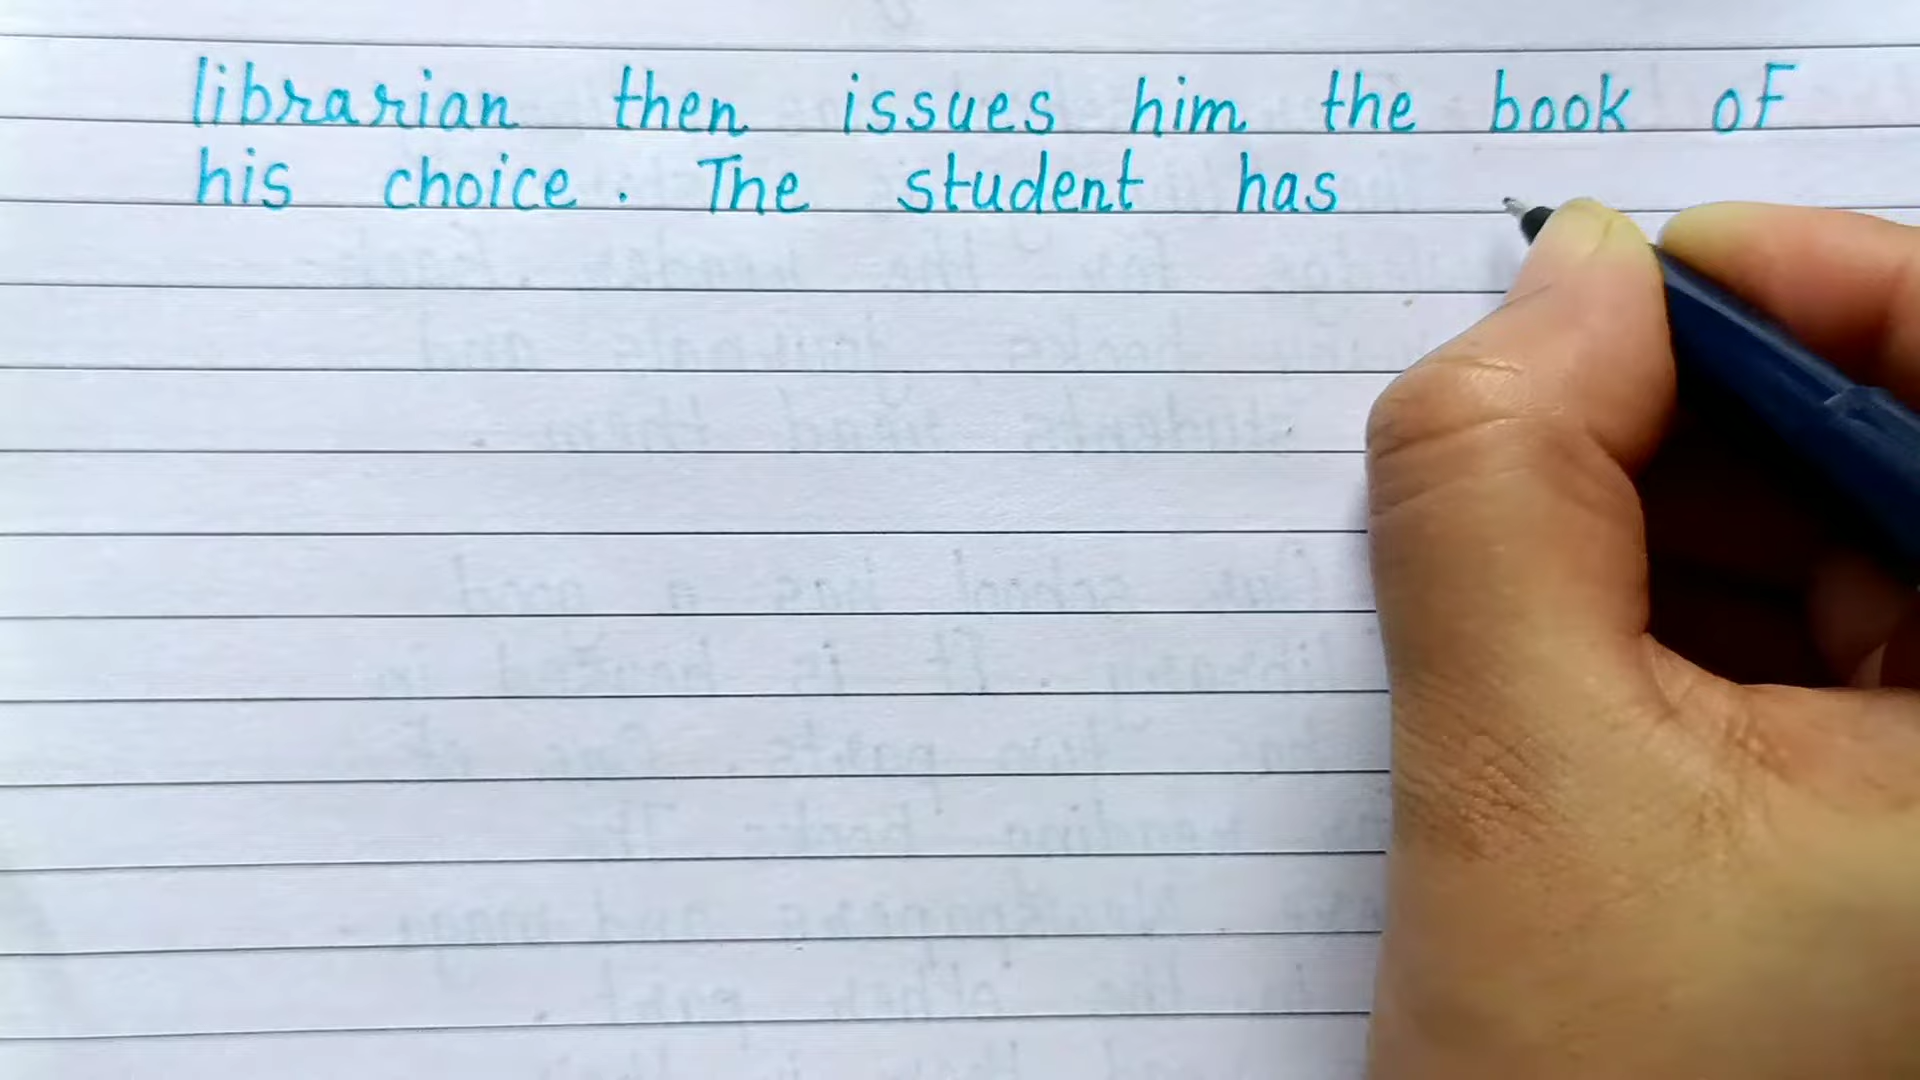 librarian then issues him the book of
his choice. The student has